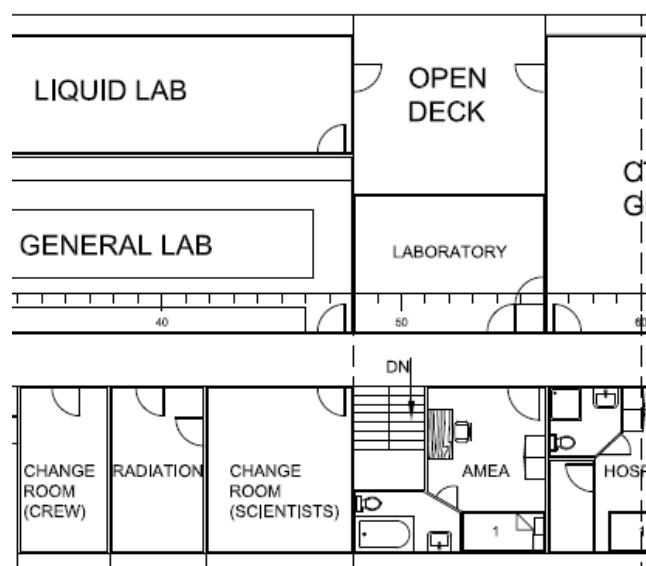 LIQUID LAB
OPEN
DECK
GENERAL LAB
LABORATORY
40
50
60
DN
CHANGE
ROOM
(CREW)
RADIATION
CHANGE
ROOM
(SCIENTISTS)
AMEA
1